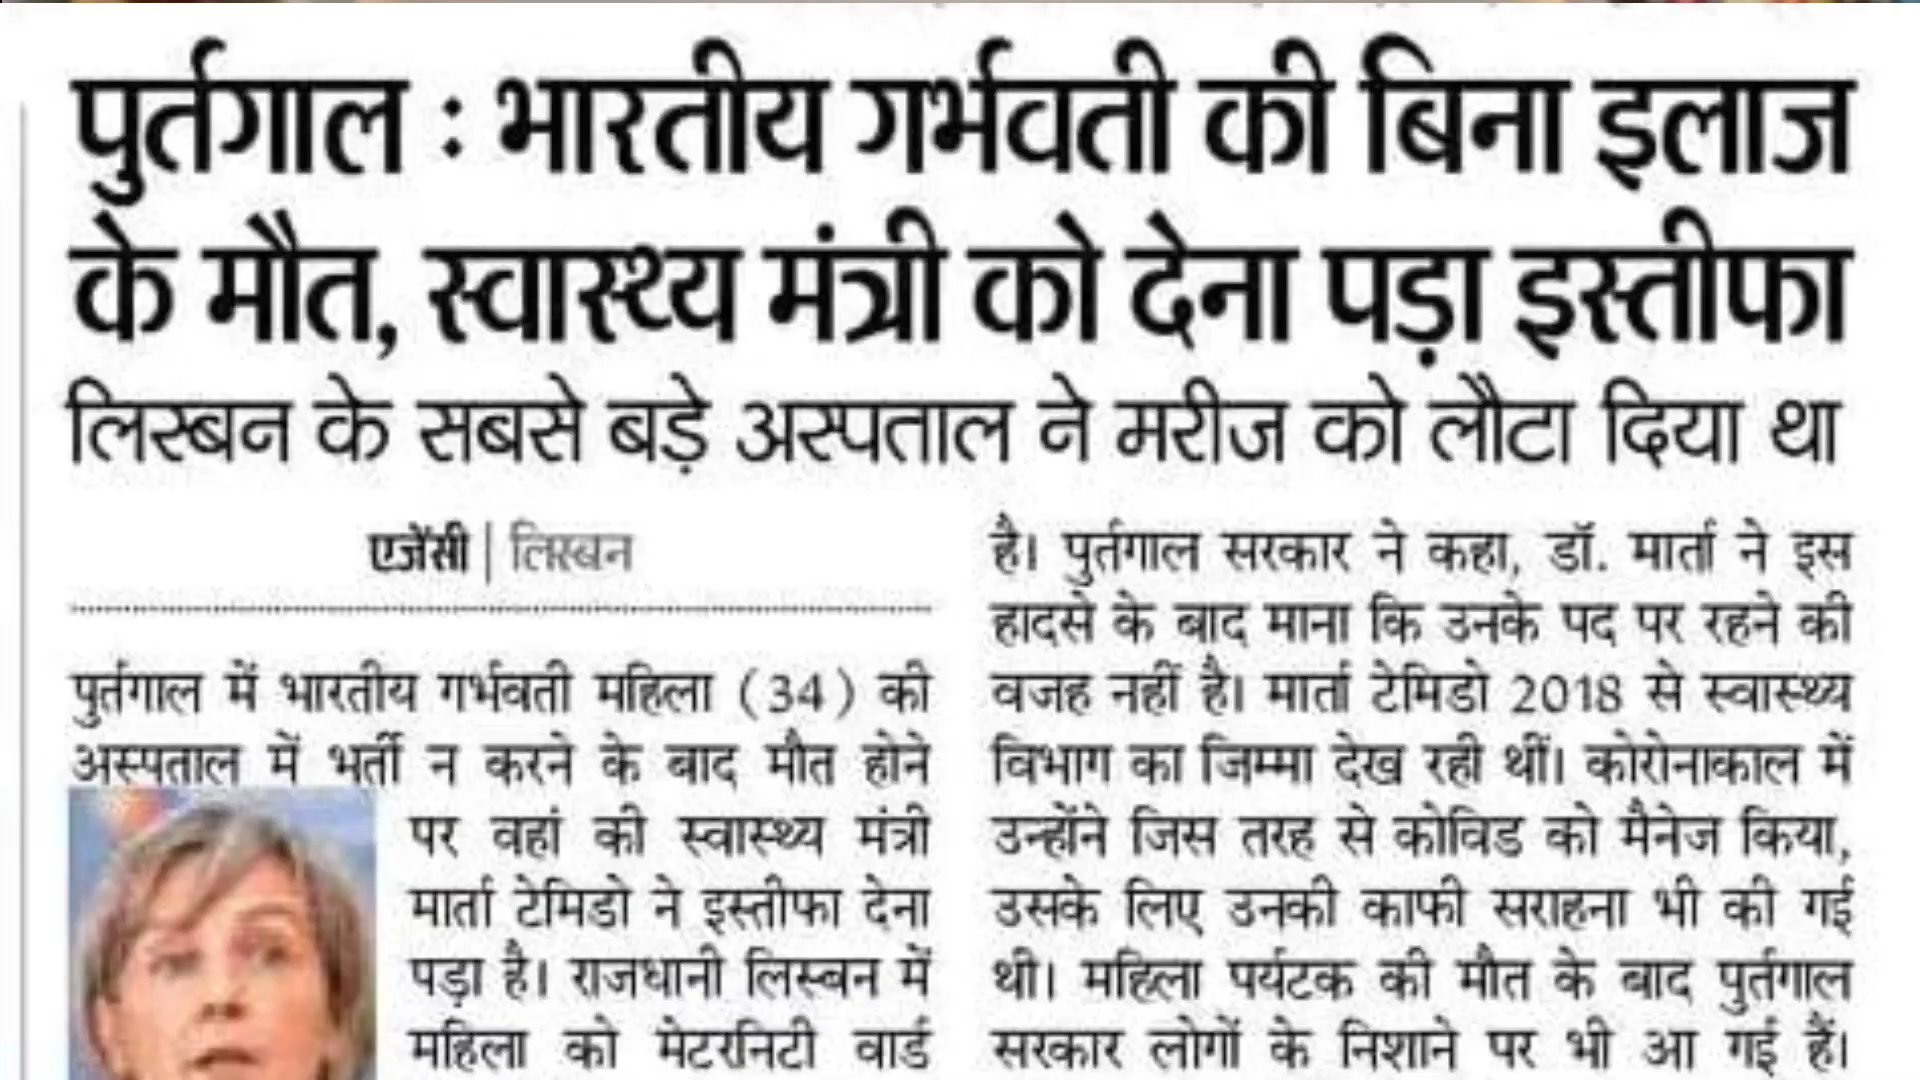 पुर्तगाल : भारतीय गर्भवती की बिना इलाज
के मौत, स्वास्थ्य मंत्री को देना पड़ा इस्तीफा
लिस्बन के सबसे बड़े अस्पताल ने मरीज को लौटा दिया था
एजेंसी | लिस्बन
पुर्तगाल में भारतीय गर्भवती महिला (34) की
अस्पताल में भर्ती न करने के बाद मौत होने
पर वहां की स्वास्थ्य मंत्री
मार्ता टेमिडो ने इस्तीफा देना
पड़ा है। राजधानी लिस्बन में
महिला को मेटरनिटी वार्ड
है। पुर्तगाल सरकार ने कहा, डॉ. मार्ता ने इस
हादसे के बाद माना कि उनके पद पर रहने की
वजह नहीं है। मार्ता टेमिडो 2018 से स्वास्थ्य
विभाग का जिम्मा देख रही थीं। कोरोनाकाल में
उन्होंने जिस तरह से कोविड को मैनेज किया,
उसके लिए उनकी काफी सराहना भी की गई
थी। महिला पर्यटक की मौत के बाद पुर्तगाल
सरकार लोगों के निशाने पर भी आ गई हैं।